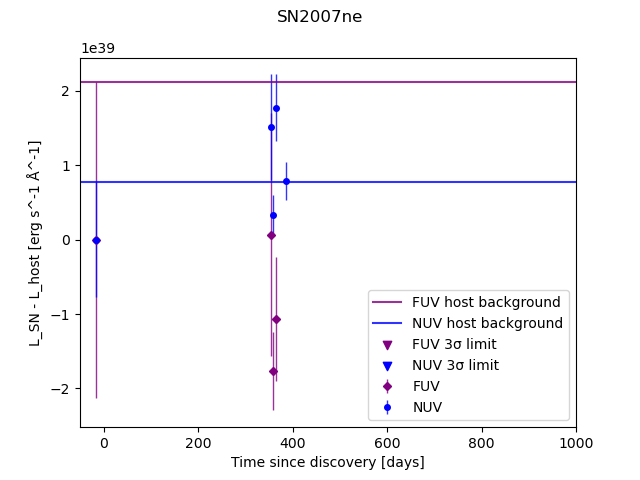 SN2007ne
1e39
L_SN - L_host [erg s^-1 Å^-1]
2
1
0
−1
−2
FUV host background
NUV host background
FUV 3σ limit
NUV 3σ limit
FUV
NUV
0 200 400 600 800 1000
Time since discovery [days]